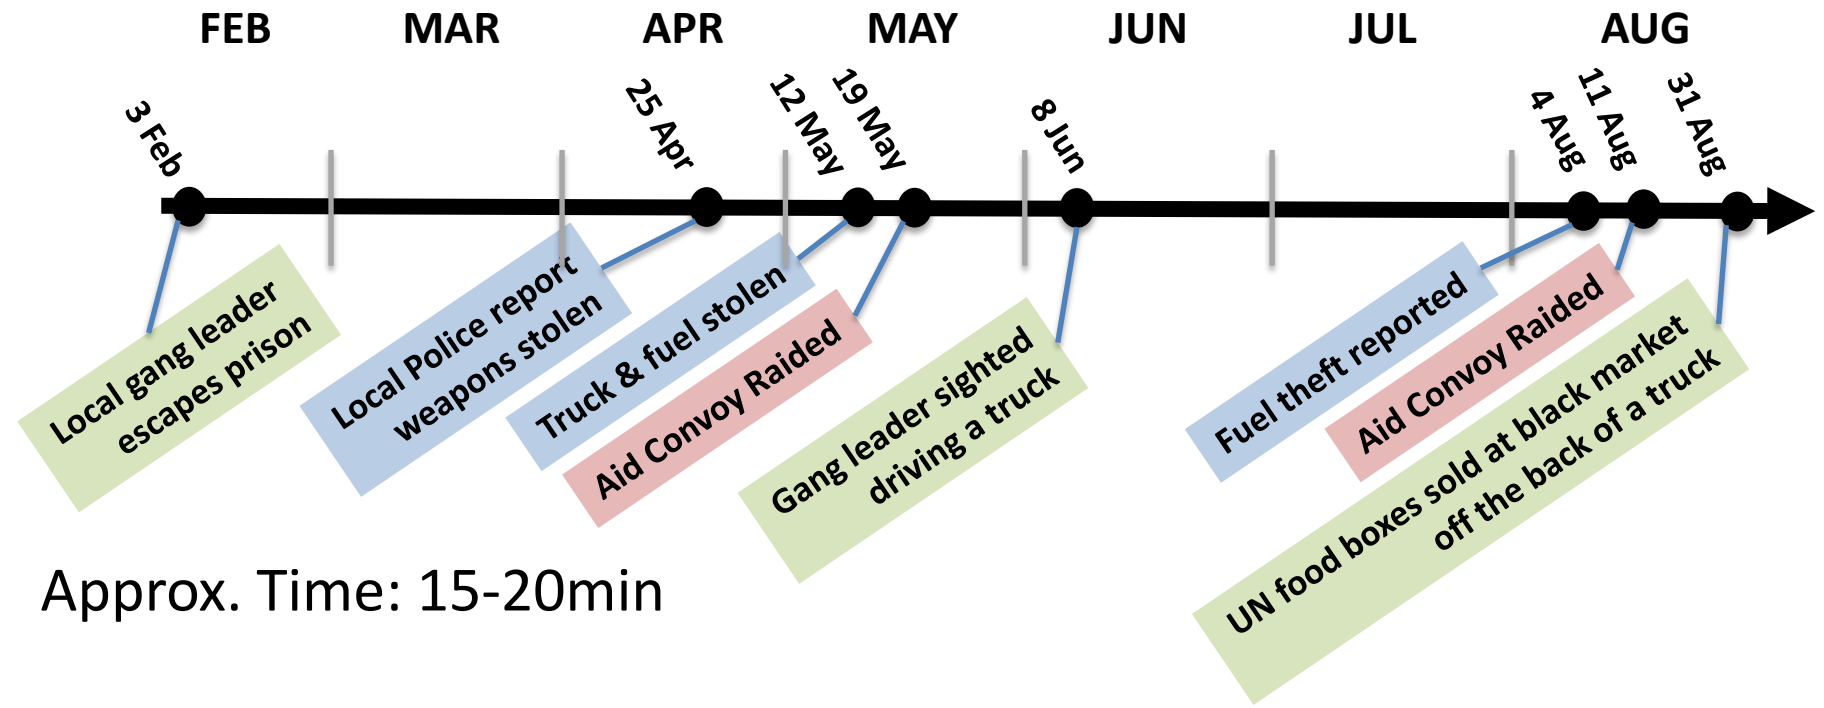 FEB
MAR
APR
MAY
JUN
JUL
AUG
3 Feb
25 Apr
12 May
19 May
8 Jun
4 Aug
11 Aug
31 Aug
Local gang leader
escapes prison
Local Police report
weapons stolen
Truck & fuel stolen
Aid Convoy Raided
Gang leader sighted
driving a truck
Fuel theft reported
Aid Convoy Raided
UN food boxes sold at black market
off the back of a truck
Approx. Time: 15-20min